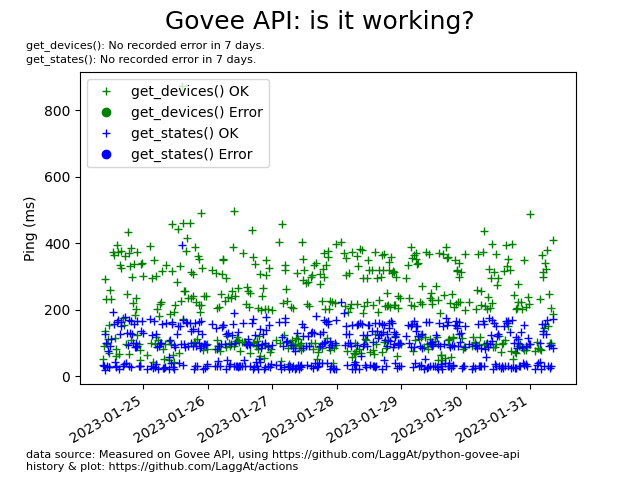 Govee API: is it working?
get_devices(): No recorded error in 7 days.
get_states(): No recorded error in 7 days.
get_devices() OK
get_devices() Error
get_states() OK
get_states() Error
Ping (ms)
800
600
400
200
0
2023-01-25
2023-01-26
2023-01-27
2023-01-28
2023-01-29
2023-01-30
2023-01-31
data source: Measured on Govee API, using https://github.com/LaggAt/python-govee-api
history & plot: https://github.com/LaggAt/actions